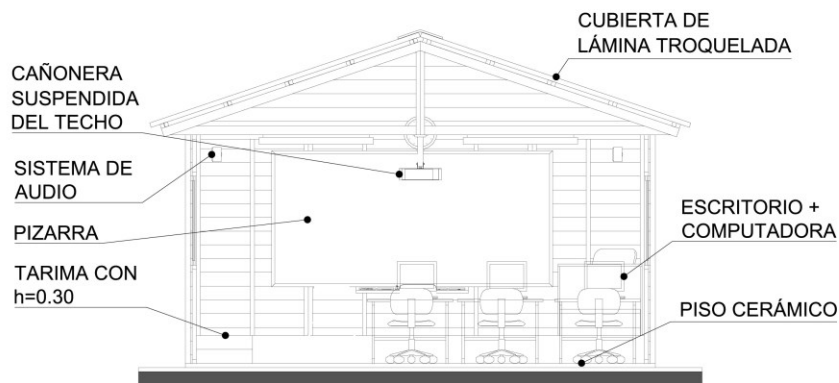 CUBIERTA DE
LÁMINA TROQUELADA
CAÑONERA
SUSPENDIDA
DEL TECHO
SISTEMA DE
AUDIO
PIZARRA
TARIMA CON
h=0.30
ESCRITORIO +
COMPUTADORA
PISO CERÁMICO